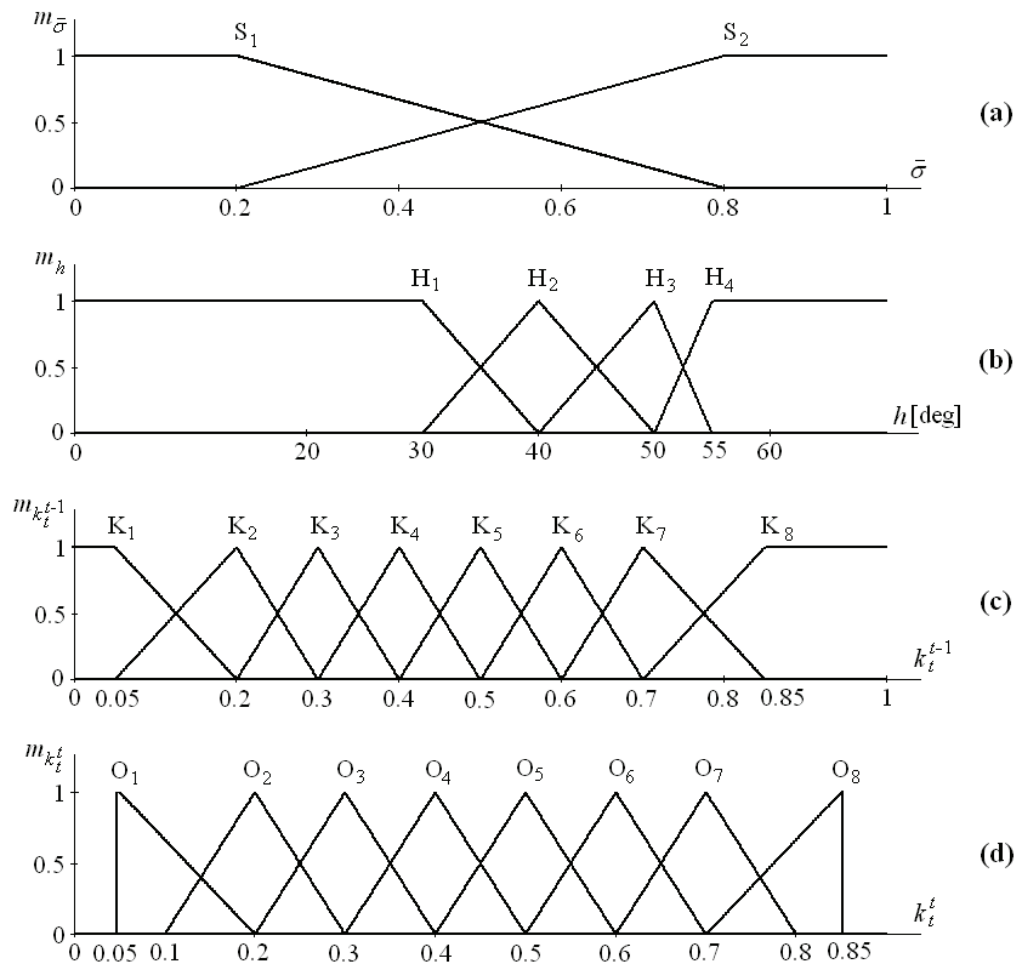 m_σ̄
S₁ S₂
1
0.5
0
0 0.2 0.4 0.6 0.8 1
σ̄
(a)
m_h
H₁ H₂ H₃ H₄
1
0.5
0
0 20 30 40 50 55 60
h [deg]
(b)
m_{k_t^{t-1}}
K₁ K₂ K₃ K₄ K₅ K₆ K₇ K₈
1
0.5
0
0 0.05 0.2 0.3 0.4 0.5 0.6 0.7 0.8 0.85 1
k_t^{t-1}
(c)
m_{k_t^t}
O₁ O₂ O₃ O₄ O₅ O₆ O₇ O₈
1
0.5
0
0 0.05 0.1 0.2 0.3 0.4 0.5 0.6 0.7 0.8 0.85
k_t^t
(d)